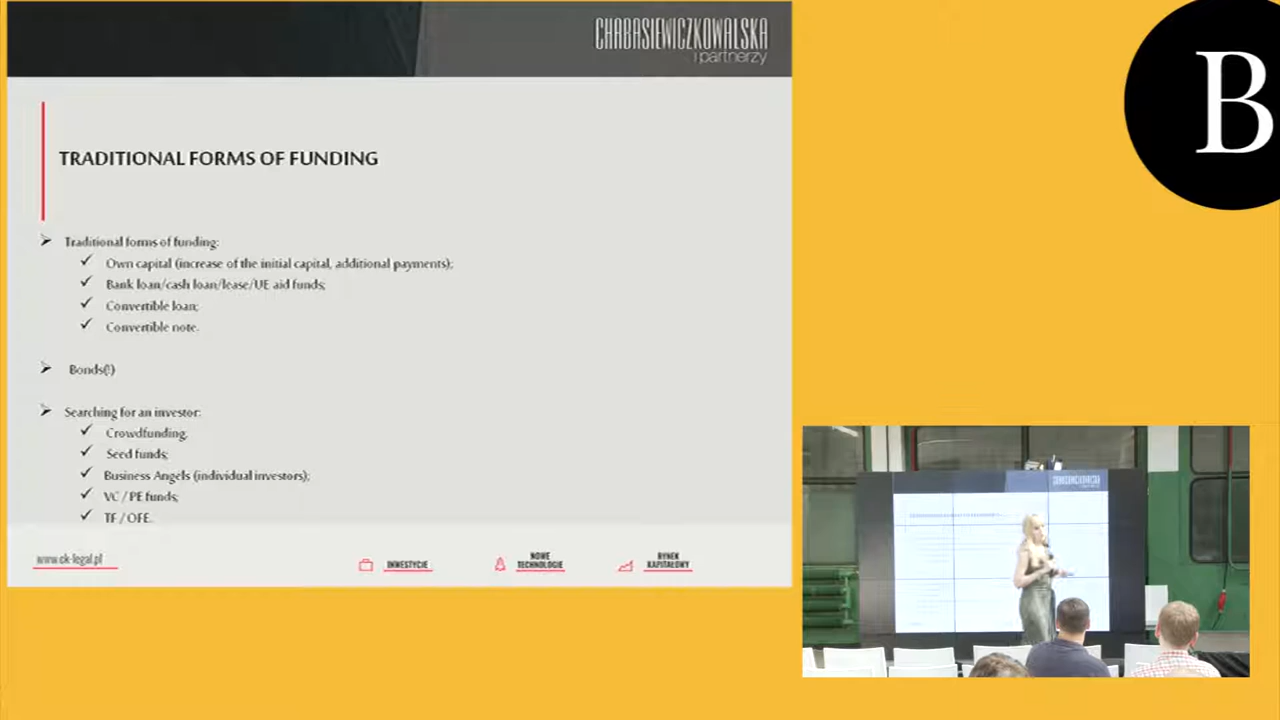 CHABASIEWICZKOWALSKA
i partnerzy
B
TRADITIONAL FORMS OF FUNDING
Traditional forms of funding:
Own capital (increase of the initial capital, additional payments);
Bank loan/cash loan/lease/UE aid funds;
Convertible loan;
Convertible note.
Bonds(!)
Searching for an investor:
Crowdfunding;
Seed funds;
Business Angels (individual investors);
VC / PE funds;
TF / OFE.
www.ck-legal.pl
INWESTYCJE
NOWE
TECHNOLOGIE
RYNEK
KAPITAŁOWY